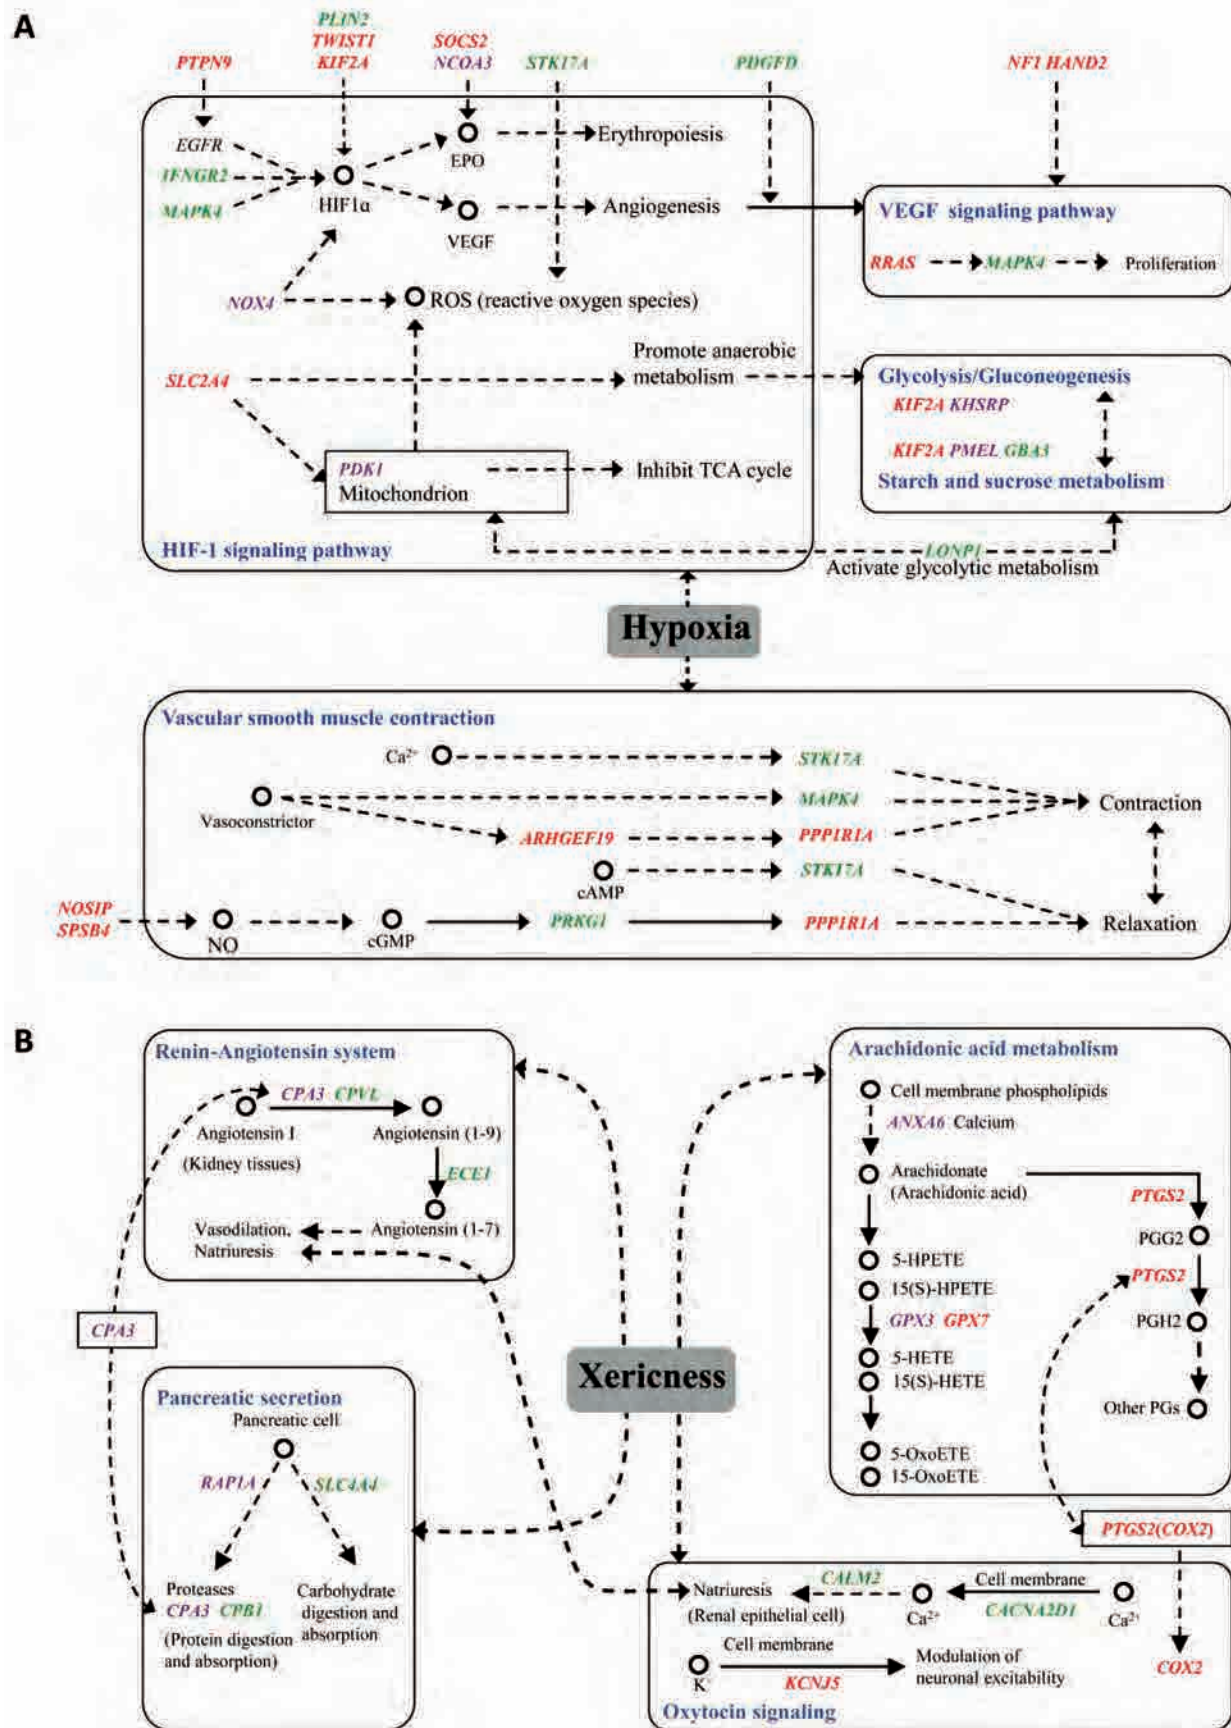 A
PLIN2
TWIST1
KIF2A
PTPN9
SOCS2
NCOA3
STK17A
PDGFD
NF1 HAND2
EGFR
IFNGR2
MAPK4
HIF1α
EPO
Erythropoiesis
VEGF
Angiogenesis
VEGF signaling pathway
RRAS
MAPK4
Proliferation
NOX4
ROS (reactive oxygen species)
SLC2A4
Promote anaerobic
metabolism
Glycolysis/Gluconeogenesis
KIF2A KHSRP
KIF2A PMEL GBA3
Starch and sucrose metabolism
PDK1
Mitochondrion
Inhibit TCA cycle
HIF-1 signaling pathway
LONP1
Activate glycolytic metabolism
Hypoxia
Vascular smooth muscle contraction
Ca²⁺
STK17A
Vasoconstrictor
MAPK4
Contraction
ARHGEF19
PPP1R1A
cAMP
STK17A
NOSIP
SPSB4
NO
cGMP
PRKG1
PPP1R1A
Relaxation
B
Renin-Angiotensin system
CPA3 CPVL
Angiotensin I
(Kidney tissues)
Angiotensin (1-9)
ECE1
Angiotensin (1-7)
Vasodilation,
Natriuresis
CPA3
Arachidonic acid metabolism
Cell membrane phospholipids
ANXA6 Calcium
Arachidonate
(Arachidonic acid)
PTGS2
PGG2
5-HPETE
15(S)-HPETE
PTGS2
GPX3 GPX7
PGH2
5-HETE
15(S)-HETE
Other PGs
5-OxoETE
15-OxoETE
Xericness
Pancreatic secretion
Pancreatic cell
RAP1A
SLC4A4
Proteases
CPA3 CPB1
(Protein digestion
and absorption)
Carbohydrate
digestion and
absorption
PTGS2(COX2)
Natriuresis
(Renal epithelial cell)
CALM2
Ca²⁺
Cell membrane
CACNA2D1
Ca²⁺
Cell membrane
K
KCNJ5
Modulation of
neuronal excitability
COX2
Oxytocin signaling